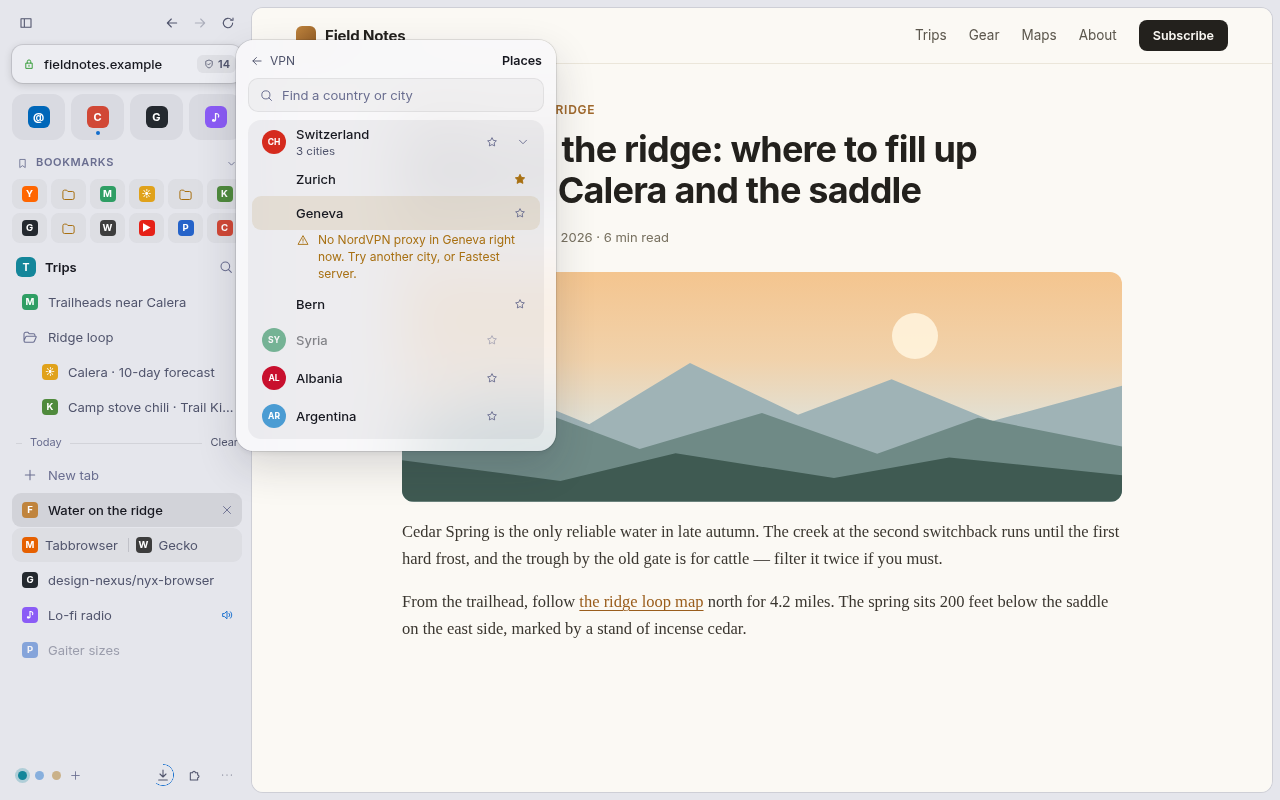 fieldnotes.example
14
@
C
G
BOOKMARKS
Y
M
K
G
W
P
C
T Trips
M Trailheads near Calera
Ridge loop
Calera · 10-day forecast
K Camp stove chili · Trail Ki...
Today
Clear
New tab
F Water on the ridge
M Tabbrowser
W Gecko
G design-nexus/nyx-browser
Lo-fi radio
P Gaiter sizes
VPN
Places
Find a country or city
CH Switzerland
3 cities
Zurich
Geneva
No NordVPN proxy in Geneva right
now. Try another city, or Fastest
server.
Bern
SY Syria
AL Albania
AR Argentina
Field Notes
Trips
Gear
Maps
About
Subscribe
RIDGE
the ridge: where to fill up
Calera and the saddle
2026 · 6 min read
Cedar Spring is the only reliable water in late autumn. The creek at the second switchback runs until the first
hard frost, and the trough by the old gate is for cattle — filter it twice if you must.
From the trailhead, follow the ridge loop map north for 4.2 miles. The spring sits 200 feet below the saddle
on the east side, marked by a stand of incense cedar.